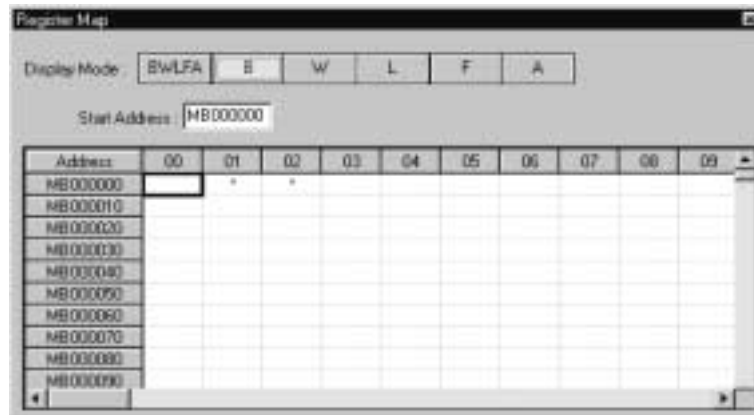 Register Map
Display Mode : BWLFA B W L F A
Start Address : MB000000
Address 00 01 02 03 04 05 06 07 08 09
MB000000 * *
MB000010
MB000020
MB000030
MB000040
MB000050
MB000060
MB000070
MB000080
MB000090